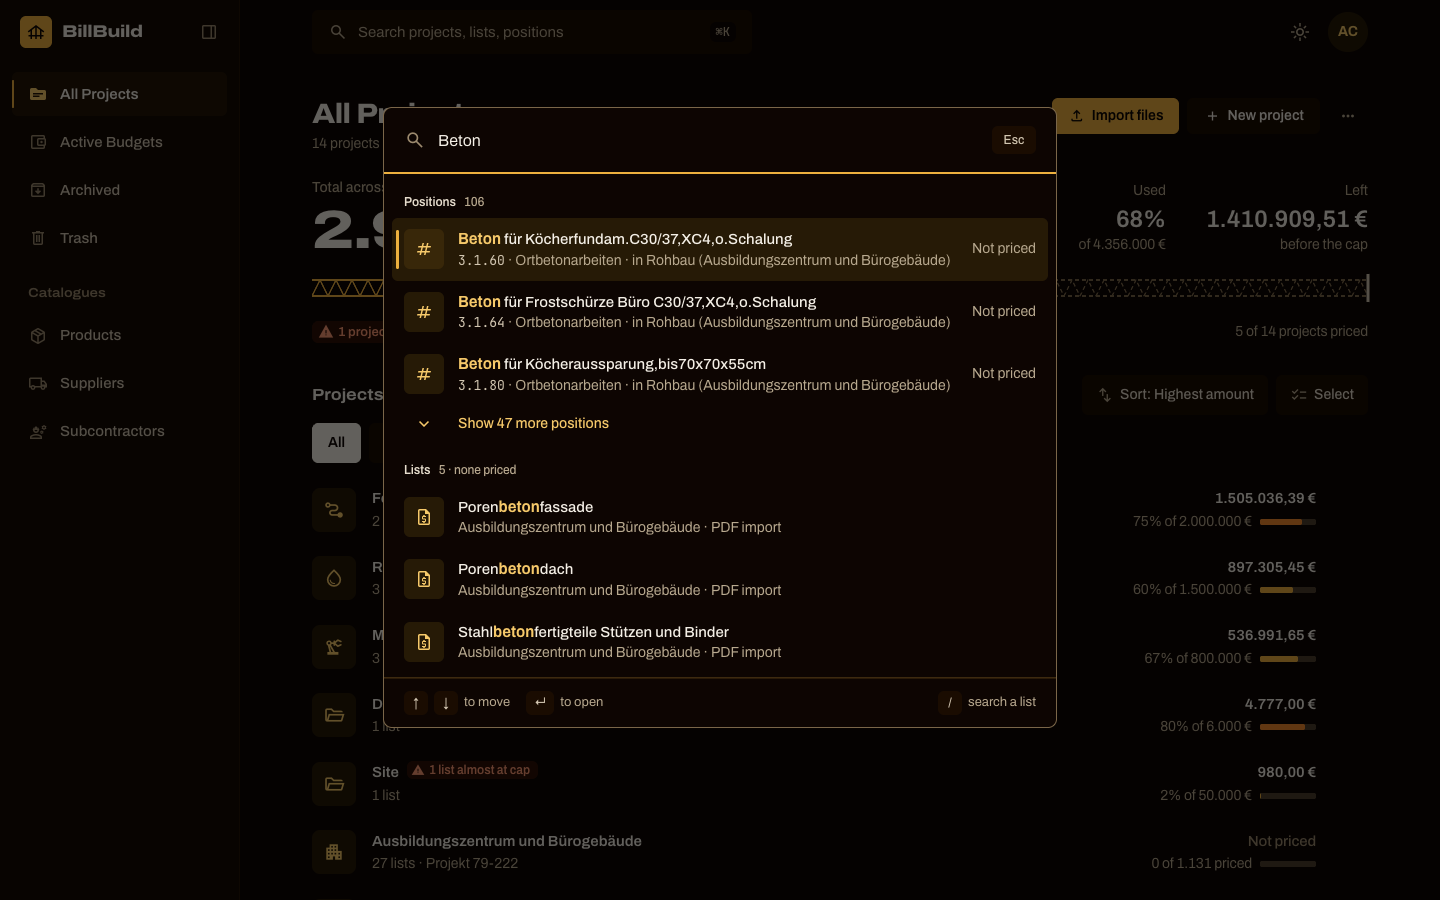 BillBuild
Search projects, lists, positions
⌘K
AC
All Projects
Active Budgets
Archived
Trash
Catalogues
Products
Suppliers
Subcontractors
14 projects
Import files
New project
Total across
Used
Left
68%
1.410.909,51 €
of 4.356.000 €
before the cap
5 of 14 projects priced
Projects
Sort: Highest amount
Select
All
Beton
Esc
Positions 106
Beton für Köcherfundam.C30/37,XC4,o.Schalung
3.1.60 · Ortbetonarbeiten · in Rohbau (Ausbildungszentrum und Bürogebäude)
Not priced
Beton für Frostschürze Büro C30/37,XC4,o.Schalung
3.1.64 · Ortbetonarbeiten · in Rohbau (Ausbildungszentrum und Bürogebäude)
Not priced
Beton für Köcheraussparung,bis70x70x55cm
3.1.80 · Ortbetonarbeiten · in Rohbau (Ausbildungszentrum und Bürogebäude)
Not priced
Show 47 more positions
Lists 5 · none priced
Porenbetonfassade
Ausbildungszentrum und Bürogebäude · PDF import
Porenbetondach
Ausbildungszentrum und Bürogebäude · PDF import
Stahlbetonfertigteile Stützen und Binder
Ausbildungszentrum und Bürogebäude · PDF import
↑ ↓ to move ↵ to open
/ search a list
1.505.036,39 €
75% of 2.000.000 €
897.305,45 €
60% of 1.500.000 €
536.991,65 €
67% of 800.000 €
4.777,00 €
1 list
80% of 6.000 €
Site
1 list almost at cap
980,00 €
1 list
2% of 50.000 €
Ausbildungszentrum und Bürogebäude
Not priced
27 lists · Projekt 79-222
0 of 1.131 priced